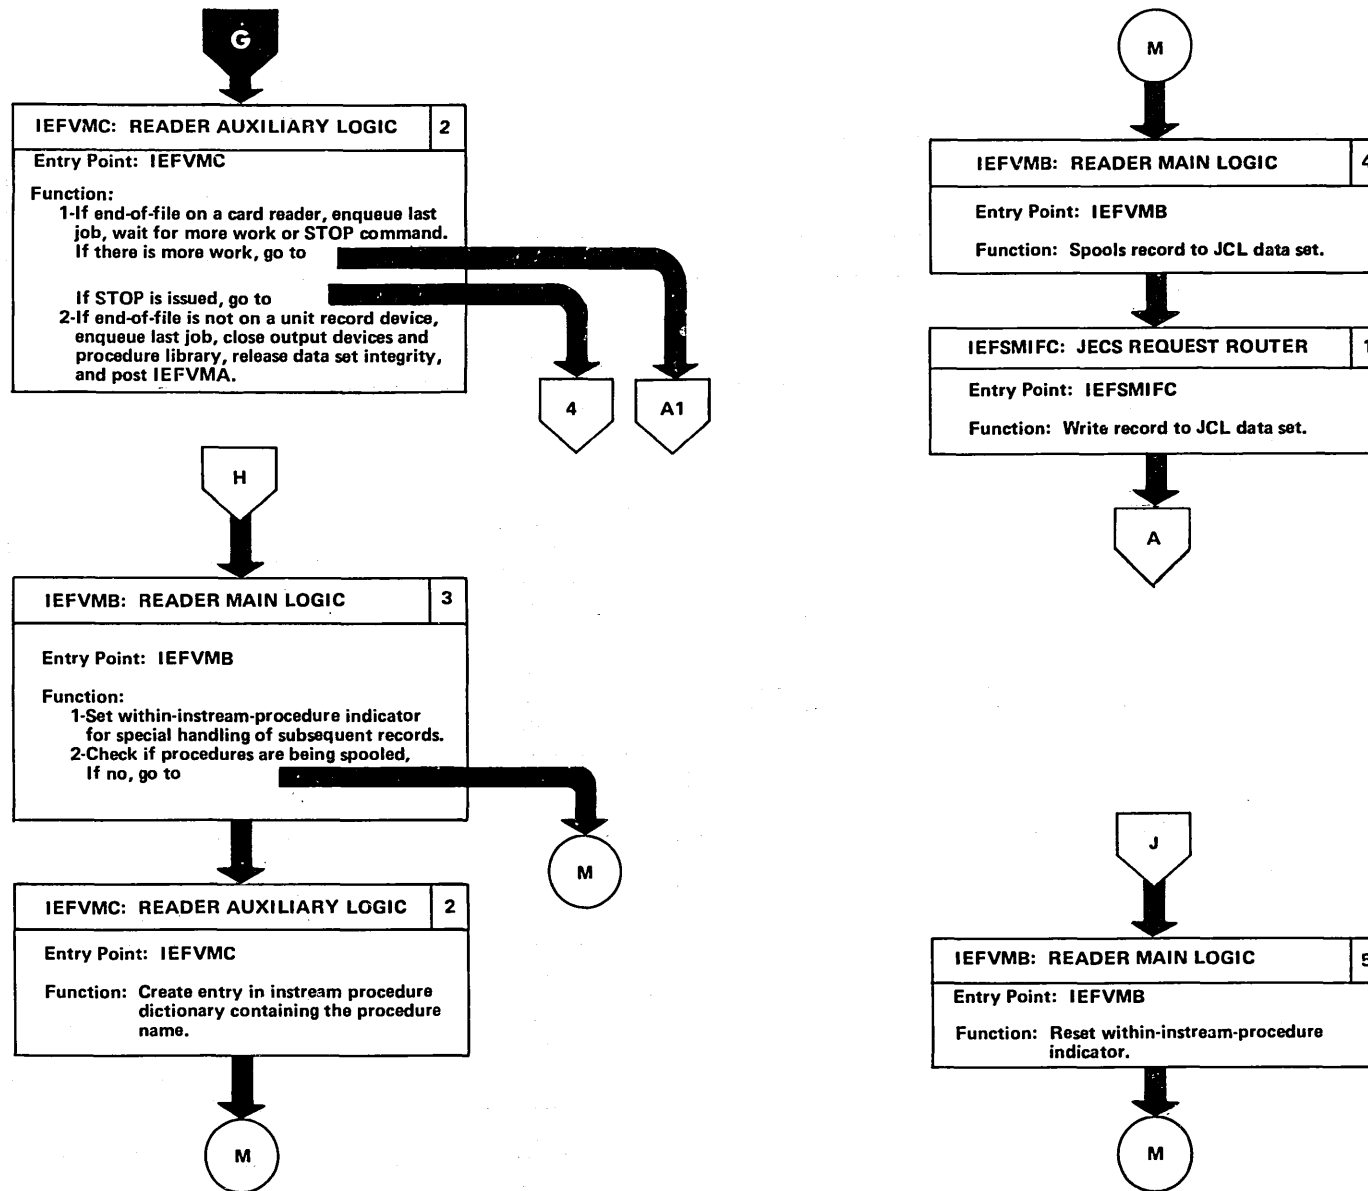 G
IEFVMC: READER AUXILIARY LOGIC 2
Entry Point: IEFVMC
Function:
1-If end-of-file on a card reader, enqueue last
job, wait for more work or STOP command.
If there is more work, go to
If STOP is issued, go to
2-If end-of-file is not on a unit record device,
enqueue last job, close output devices and
procedure library, release data set integrity,
and post IEFVMA.
4
A1
H
IEFVMB: READER MAIN LOGIC 3
Entry Point: IEFVMB
Function:
1-Set within-instream-procedure indicator
for special handling of subsequent records.
2-Check if procedures are being spooled,
If no, go to
M
IEFVMC: READER AUXILIARY LOGIC 2
Entry Point: IEFVMC
Function: Create entry in instream procedure
dictionary containing the procedure
name.
M
M
IEFVMB: READER MAIN LOGIC 4
Entry Point: IEFVMB
Function: Spools record to JCL data set.
IEFSMIFC: JECS REQUEST ROUTER 1
Entry Point: IEFSMIFC
Function: Write record to JCL data set.
A
J
IEFVMB: READER MAIN LOGIC 5
Entry Point: IEFVMB
Function: Reset within-instream-procedure
indicator.
M